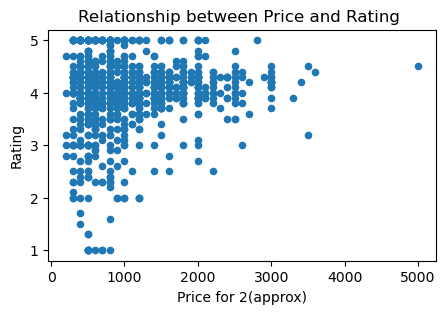 Relationship between Price and Rating
5
4
3
2
1
Rating
0 1000 2000 3000 4000 5000
Price for 2(approx)